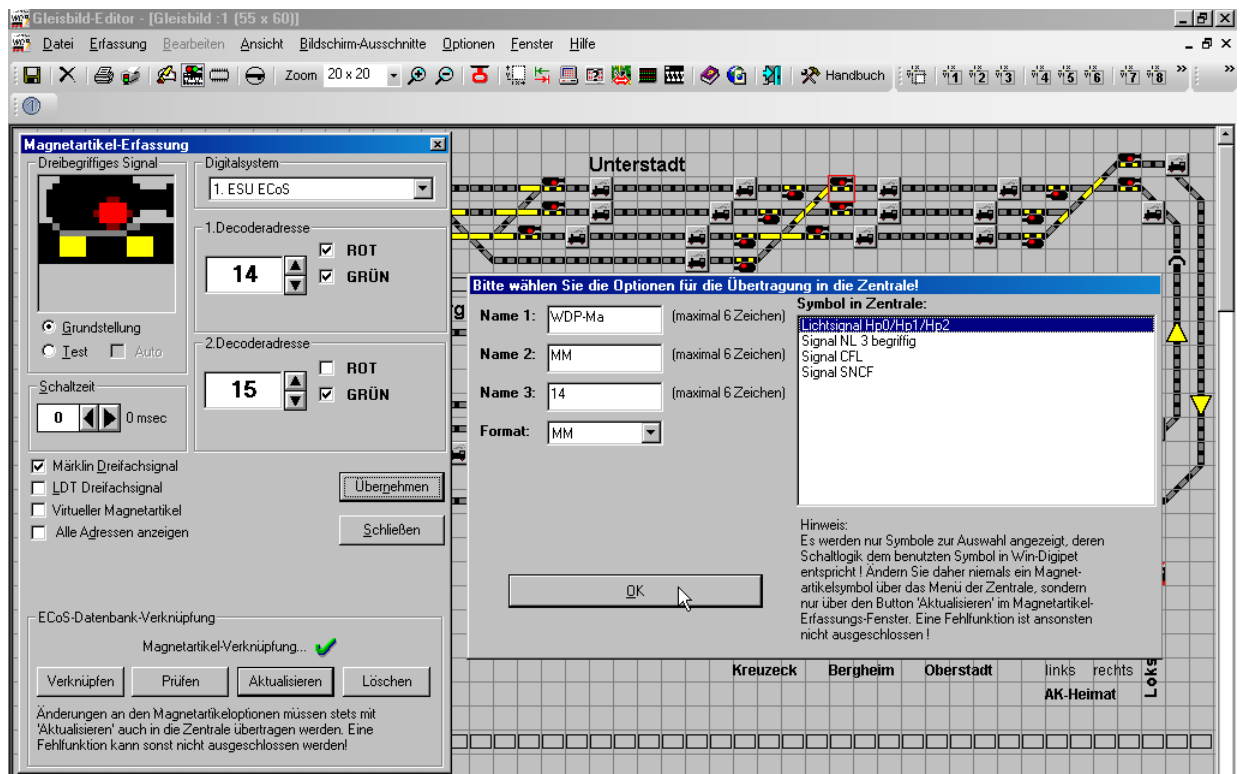 Gleisbild-Editor - [Gleisbild :1 (55 x 60)]
Datei Erfassung Bearbeiten Ansicht Bildschirm-Ausschnitte Optionen Fenster Hilfe
Zoom 20 x 20 Handbuch 1 2 3 4 5 6 7 8
Magnetartikel-Erfassung
Dreibegriffiges Signal
Digitalsystem
1. ESU ECoS
1.Decoderadresse
14
ROT
GRÜN
Grundstellung
Test Auto
2.Decoderadresse
15
ROT
GRÜN
Schaltzeit
0 0 msec
Märklin Dreifachsignal
LDT Dreifachsignal
Virtueller Magnetartikel
Alle Adressen anzeigen
Übernehmen
Schließen
ECoS-Datenbank-Verknüpfung
Magnetartikel-Verknüpfung...
Verknüpfen Prüfen Aktualisieren Löschen
Änderungen an den Magnetartikeloptionen müssen stets mit
'Aktualisieren' auch in die Zentrale übertragen werden. Eine
Fehlfunktion kann sonst nicht ausgeschlossen werden!
Unterstadt
Bitte wählen Sie die Optionen für die Übertragung in die Zentrale!
Name 1: WDP-Ma (maximal 6 Zeichen)
Name 2: MM (maximal 6 Zeichen)
Name 3: 14 (maximal 6 Zeichen)
Format: MM
OK
Symbol in Zentrale:
Lichtsignal Hp0/Hp1/Hp2
Signal NL 3 begriffig
Signal CFL
Signal SNCF
Hinweis:
Es werden nur Symbole zur Auswahl angezeigt, deren
Schaltlogik dem benutzten Symbol in Win-Digipet
entspricht ! Ändern Sie daher niemals ein Magnet-
artikelsymbol über das Menü der Zentrale, sondern
nur über den Button 'Aktualisieren' im Magnetartikel-
Erfassungs-Fenster. Eine Fehlfunktion ist ansonsten
nicht ausgeschlossen !
Kreuzeck Bergheim Oberstadt links rechts
AK-Heimat
Loks